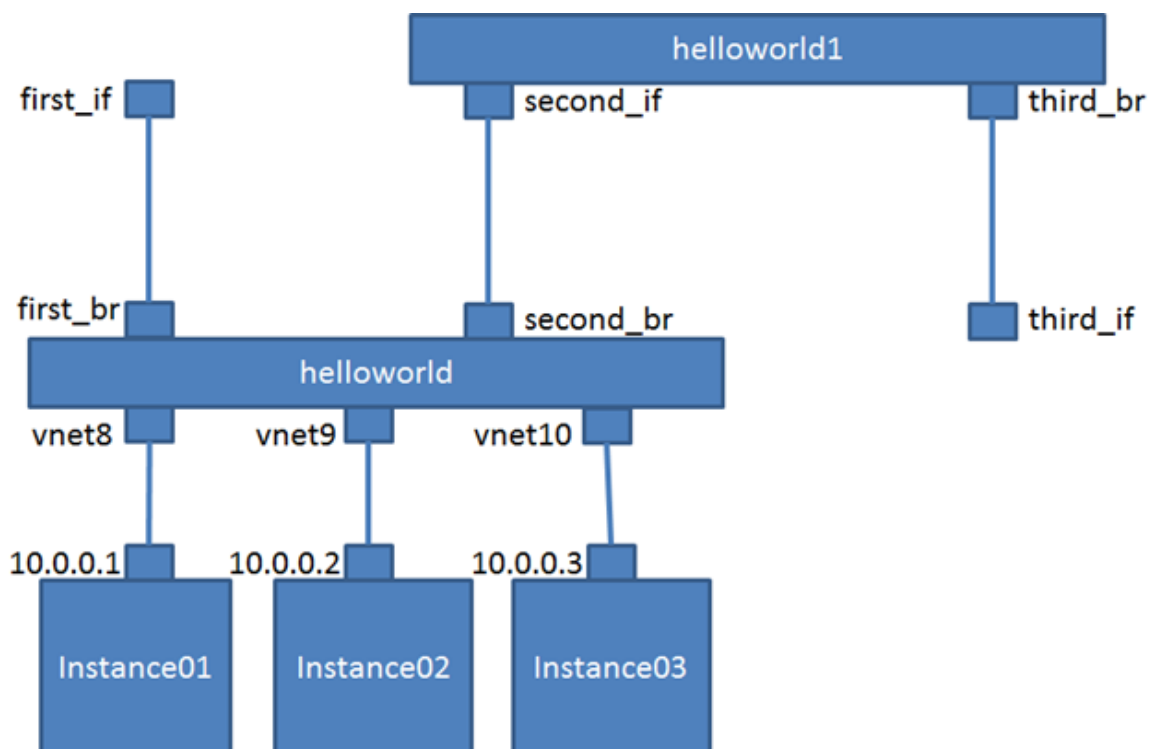 helloworld1
first_if
second_if
third_br
first_br
second_br
third_if
helloworld
vnet8
vnet9
vnet10
10.0.0.1
10.0.0.2
10.0.0.3
Instance01
Instance02
Instance03